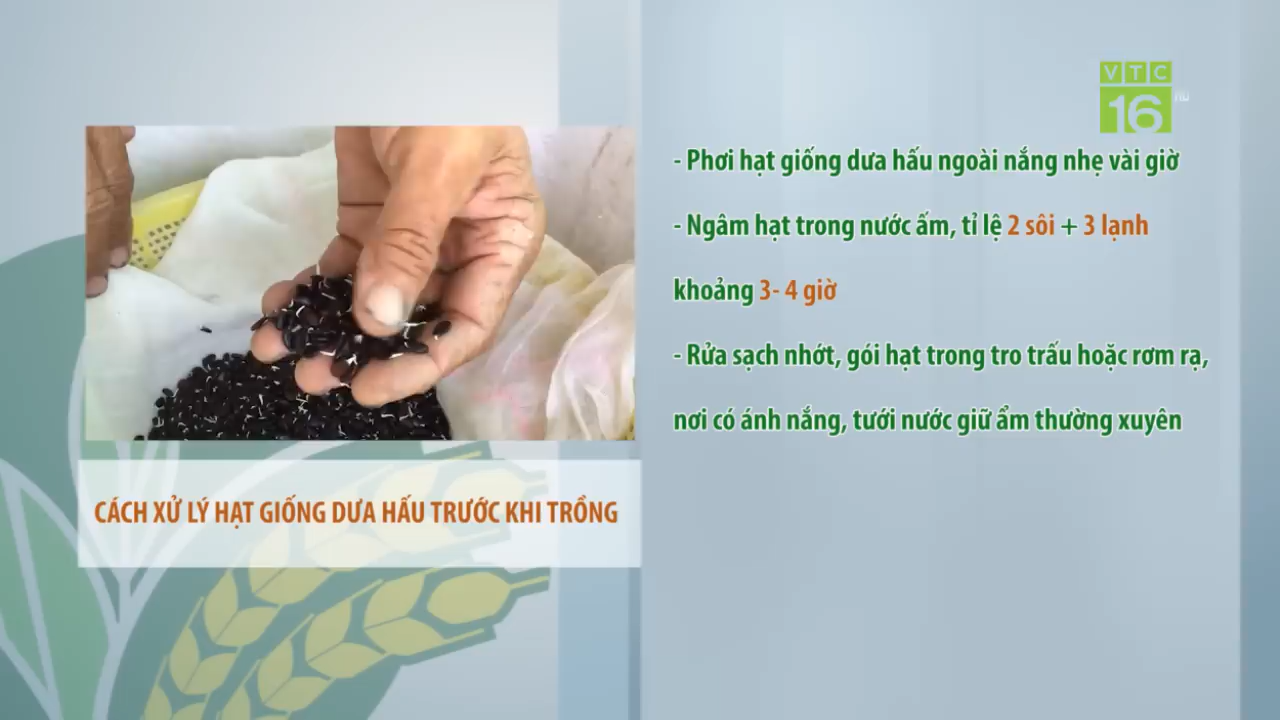 VTC
16
HD
- Phơi hạt giống dưa hấu ngoài nắng nhẹ vài giờ
- Ngâm hạt trong nước ấm, tỉ lệ 2 sôi + 3 lạnh
khoảng 3- 4 giờ
- Rửa sạch nhớt, gói hạt trong tro trấu hoặc rơm rạ,
nơi có ánh nắng, tưới nước giữ ẩm thường xuyên
CÁCH XỬ LÝ HẠT GIỐNG DƯA HẤU TRƯỚC KHI TRỒNG